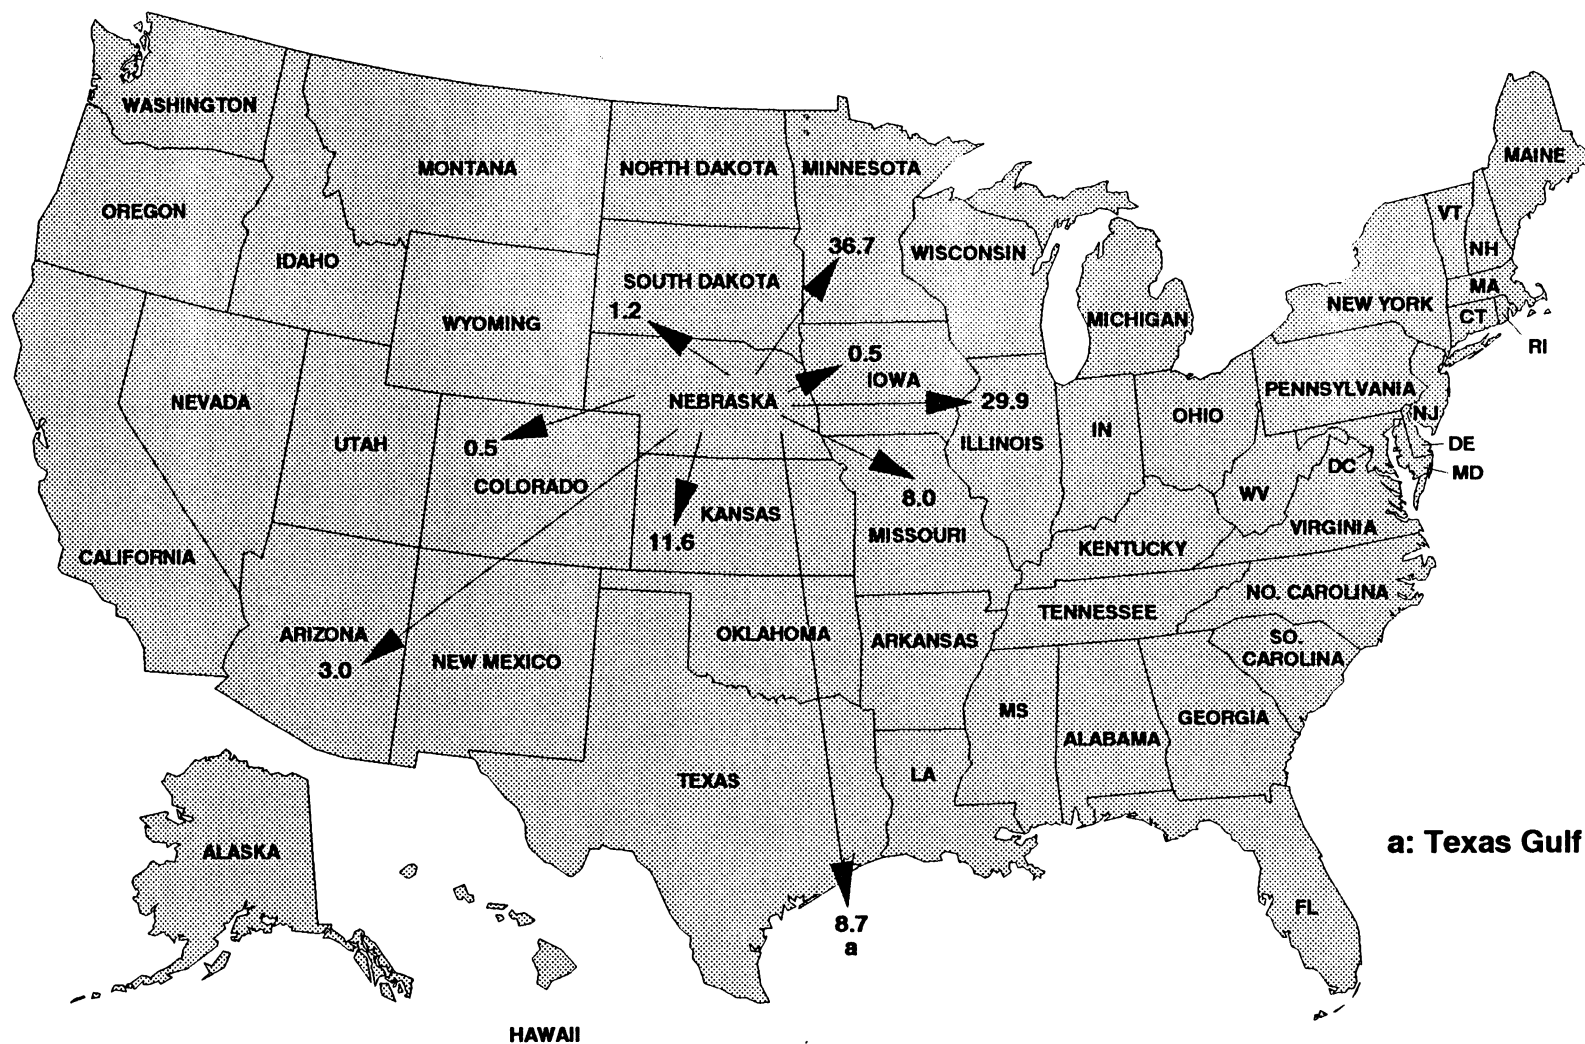 WASHINGTON
MONTANA
NORTH DAKOTA
MINNESOTA
MAINE
OREGON
VT
IDAHO
36.7
WISCONSIN
NH
SOUTH DAKOTA
MA
1.2
WYOMING
MICHIGAN
NEW YORK
CT
RI
0.5
IOWA
NEVADA
NEBRASKA
29.9
PENNSYLVANIA
NJ
UTAH
0.5
ILLINOIS
IN
OHIO
DE
DC
MD
COLORADO
8.0
WV
KANSAS
11.6
MISSOURI
VIRGINIA
CALIFORNIA
KENTUCKY
NO. CAROLINA
TENNESSEE
ARIZONA
3.0
NEW MEXICO
OKLAHOMA
ARKANSAS
SO.
CAROLINA
MS
ALABAMA
GEORGIA
TEXAS
LA
ALASKA
a: Texas Gulf
FL
8.7
a
HAWAII